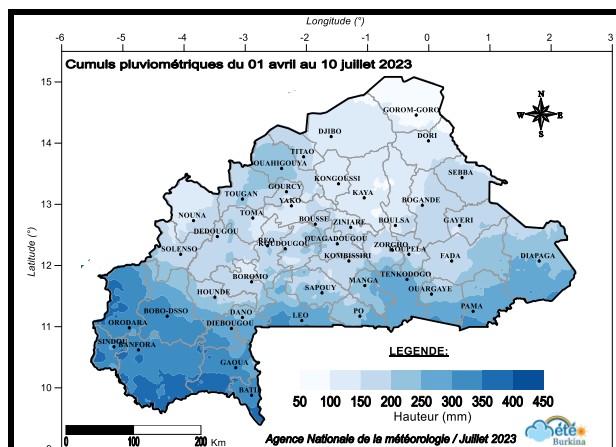 Longitude (°)
-6 -5 -4 -3 -2 -1 0 1 2 3
Cumuls pluviométriques du 01 avril au 10 juillet 2023
15
14
13
12
11
10
Latitude (°)
N
W E
S
GOROM-GORO
DJIBO
DORI
TITAO
OUAHIGOUYA
KONGOUSSI
SEBBA
GOURCY
KAYA
TOUGAN
YAKO
BOGANDE
NOUNA
TOMA
BOUSSE
ZINIARE
BOULSA
GAYERI
DEDOUGOU
REO
KOUDOUGOU
OUAGADOUGOU
ZORGHO
KOUPELA
SOLENSO
KOMBISSIRI
FADA
DIAPAGA
BOROMO
TENKODOGO
HOUNDE
SAPOUY
MANGA
OUARGAYE
BOBO-DSSO
DANO
LEO
PO
PAMA
ORODARA
DIEBOUGOU
SINDOU
BANFORA
GAOUA
BATIE
LEGENDE:
50 100 150 200 250 300 350 400 450
Hauteur (mm)
0 100 200
Km
Agence Nationale de la météorologie / Juillet 2023
été
Burkina